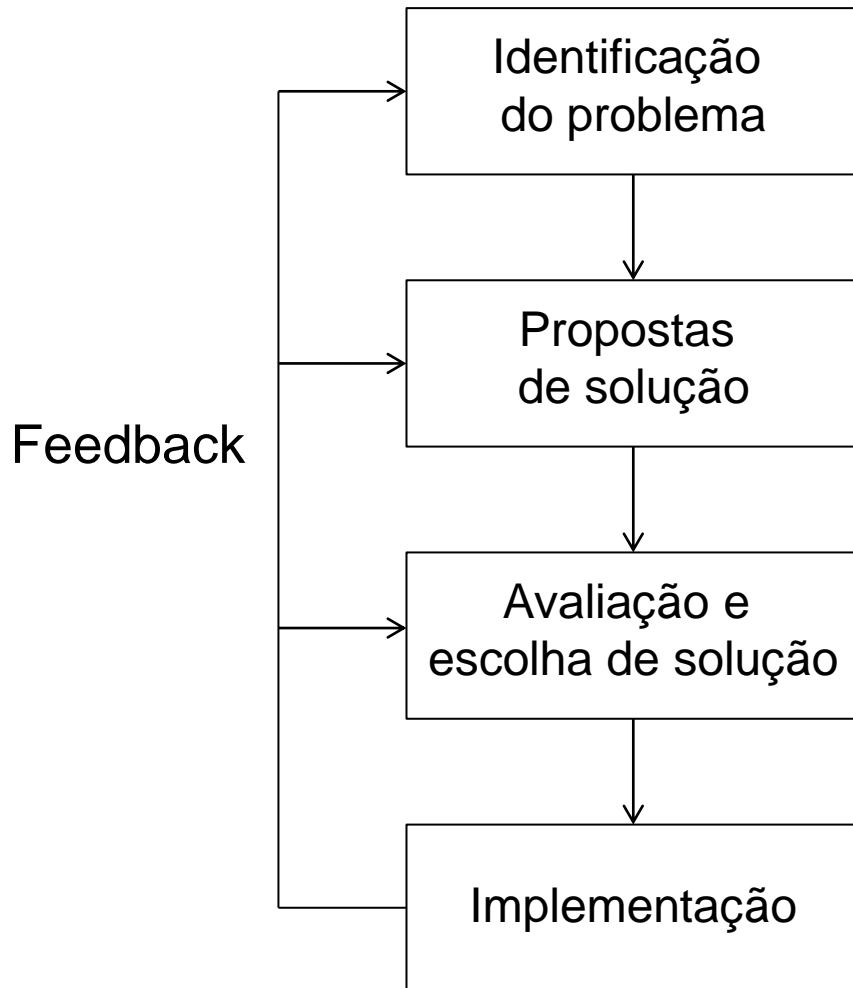 Identificação
do problema
Propostas
de solução
Feedback
Avaliação e
escolha de solução
Implementação